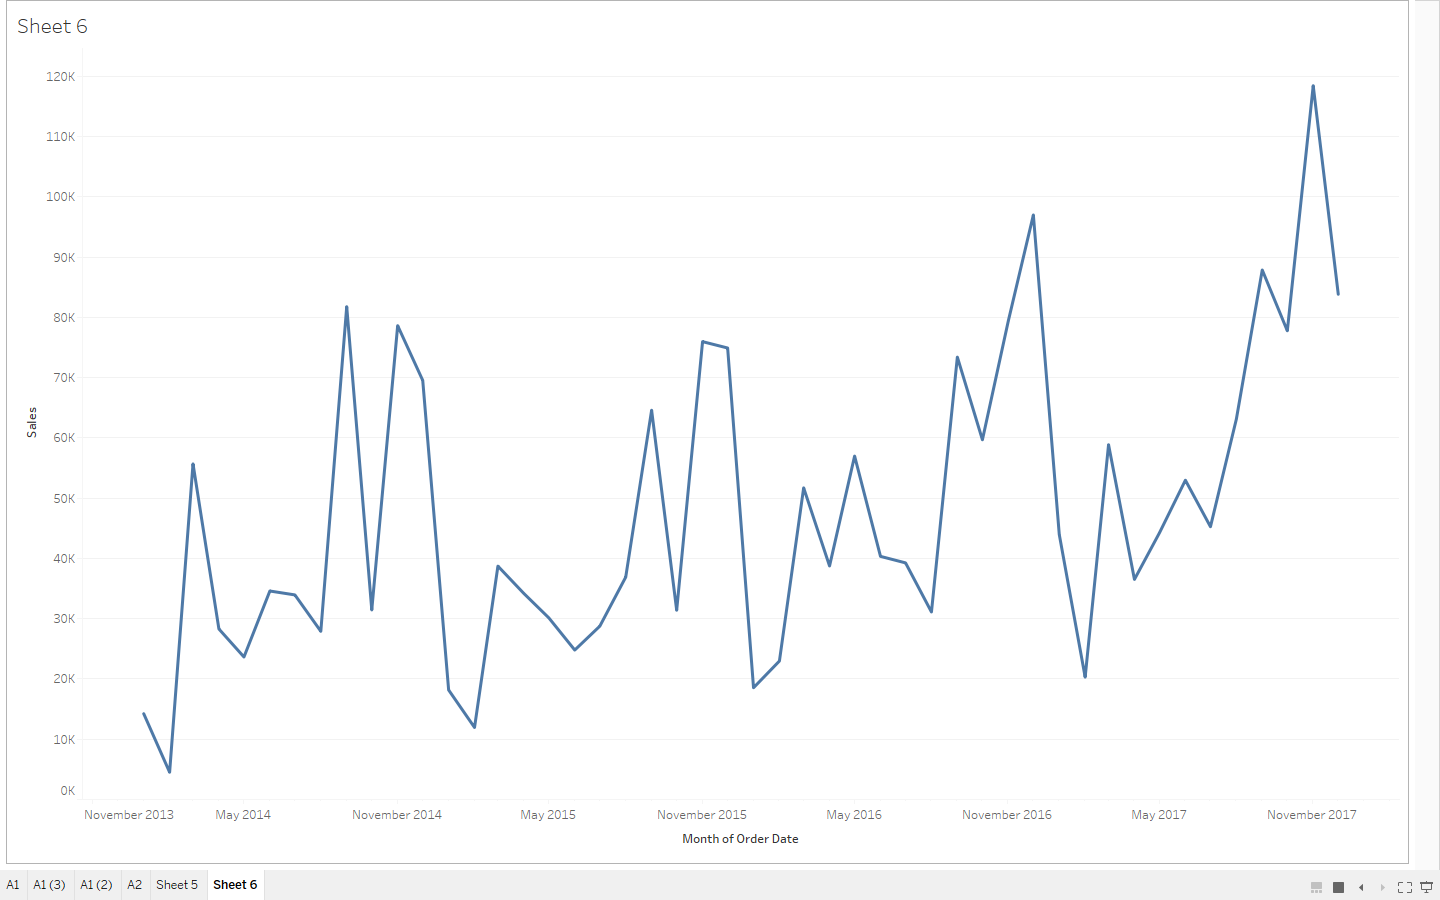 Sheet 6
120K
110K
100K
90K
80K
70K
60K
50K
40K
30K
20K
10K
0K
Sales
November 2013 May 2014 November 2014 May 2015 November 2015 May 2016 November 2016 May 2017 November 2017
Month of Order Date
A1 A1 (3) A1 (2) A2 Sheet 5 Sheet 6